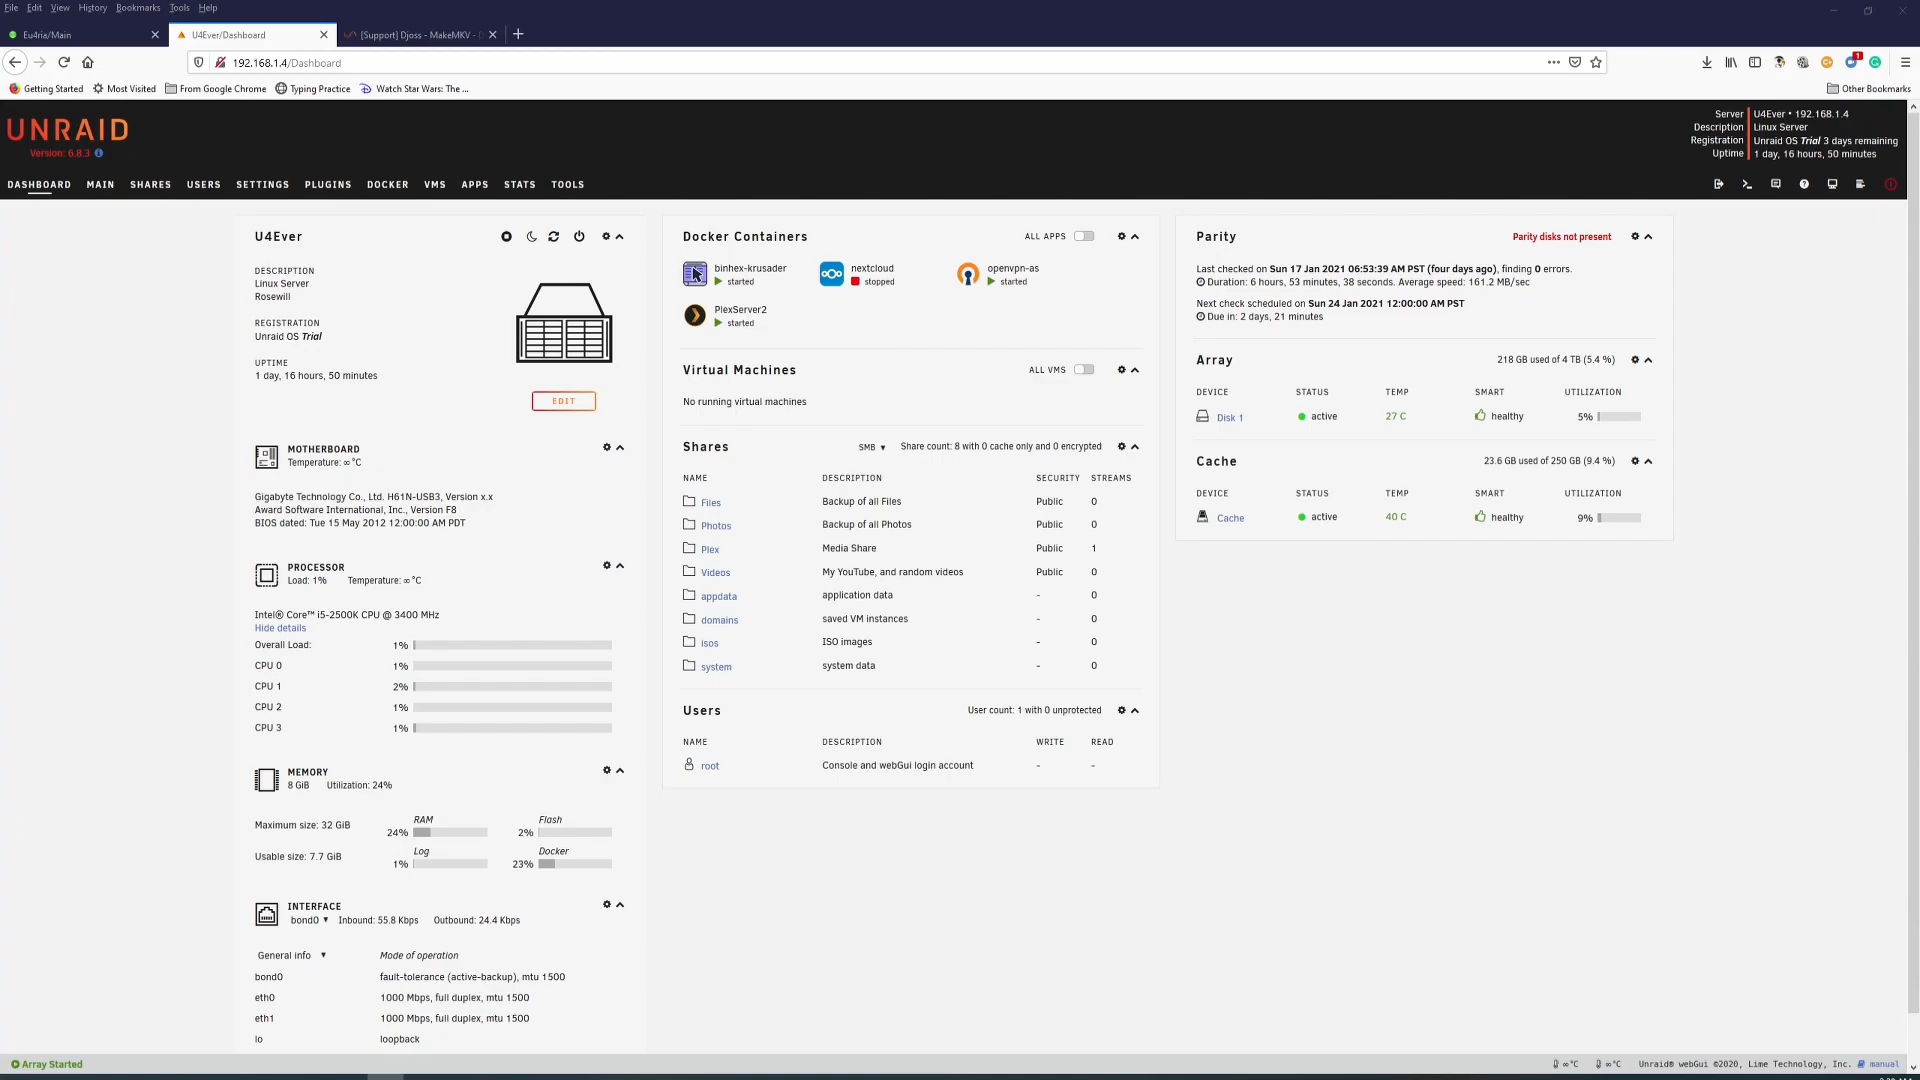 File Edit View History Bookmarks Tools Help
Eu4ria/Main
U4Ever/Dashboard
[Support] Djoss - MakeMKV -
192.168.1.4/Dashboard
1
Getting Started Most Visited From Google Chrome Typing Practice Watch Star Wars: The ... Other Bookmarks
UNRAID
Version: 6.8.3
Server U4Ever • 192.168.1.4
Description Linux Server
Registration Unraid OS Trial 3 days remaining
Uptime 1 day, 16 hours, 50 minutes
DASHBOARD MAIN SHARES USERS SETTINGS PLUGINS DOCKER VMS APPS STATS TOOLS
U4Ever
DESCRIPTION
Linux Server
Rosewill
REGISTRATION
Unraid OS Trial
UPTIME
1 day, 16 hours, 50 minutes
EDIT
MOTHERBOARD
Temperature: ∞ °C
Gigabyte Technology Co., Ltd. H61N-USB3, Version x.x
Award Software International, Inc., Version F8
BIOS dated: Tue 15 May 2012 12:00:00 AM PDT
PROCESSOR
Load: 1% Temperature: ∞ °C
Intel® Core™ i5-2500K CPU @ 3400 MHz
Hide details
Overall Load: 1%
CPU 0 1%
CPU 1 2%
CPU 2 1%
CPU 3 1%
MEMORY
8 GiB Utilization: 24%
RAM Flash
Maximum size: 32 GiB 24% 2%
Log Docker
Usable size: 7.7 GiB 1% 23%
INTERFACE
bond0 Inbound: 55.8 Kbps Outbound: 24.4 Kbps
General info Mode of operation
bond0 fault-tolerance (active-backup), mtu 1500
eth0 1000 Mbps, full duplex, mtu 1500
eth1 1000 Mbps, full duplex, mtu 1500
lo loopback
Docker Containers ALL APPS
binhex-krusader
started
nextcloud
stopped
openvpn-as
started
PlexServer2
started
Virtual Machines ALL VMS
No running virtual machines
Shares SMB Share count: 8 with 0 cache only and 0 encrypted
NAME DESCRIPTION SECURITY STREAMS
Files Backup of all Files Public 0
Photos Backup of all Photos Public 0
Plex Media Share Public 1
Videos My YouTube, and random videos Public 0
appdata application data - 0
domains saved VM instances - 0
isos ISO images - 0
system system data - 0
Users User count: 1 with 0 unprotected
NAME DESCRIPTION WRITE READ
root Console and webGui login account - -
Parity Parity disks not present
Last checked on Sun 17 Jan 2021 06:53:39 AM PST (four days ago), finding 0 errors.
Duration: 6 hours, 53 minutes, 38 seconds. Average speed: 161.2 MB/sec
Next check scheduled on Sun 24 Jan 2021 12:00:00 AM PST
Due in: 2 days, 21 minutes
Array 218 GB used of 4 TB (5.4 %)
DEVICE STATUS TEMP SMART UTILIZATION
Disk 1 active 27 C healthy 5%
Cache 23.6 GB used of 250 GB (9.4 %)
DEVICE STATUS TEMP SMART UTILIZATION
Cache active 40 C healthy 9%
Array Started
∞ °C ∞ °C Unraid® webGui ©2020, Lime Technology, Inc. manual